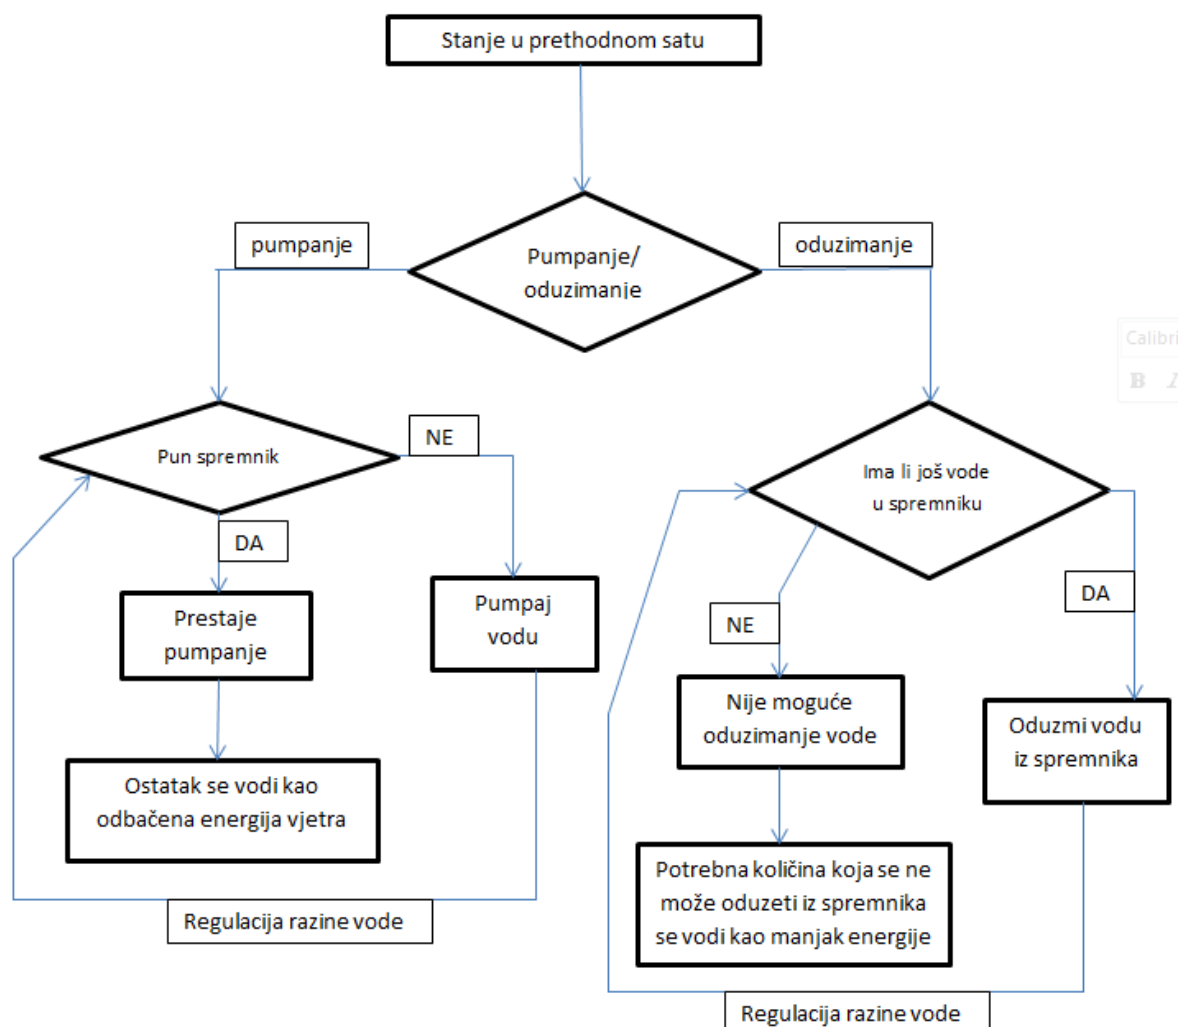 Stanje u prethodnom satu
pumpanje
oduzimanje
Pumpanje/
oduzimanje
Calibri
B
I
NE
Pun spremnik
Ima li još vode
u spremniku
DA
Pumpaj
vodu
DA
Prestaje
pumpanje
NE
Nije moguće
oduzimanje vode
Oduzmi vodu
iz spremnika
Ostatak se vodi kao
odbačena energija vjetra
Potrebna količina koja se ne
može oduzeti iz spremnika
se vodi kao manjak energije
Regulacija razine vode
Regulacija razine vode